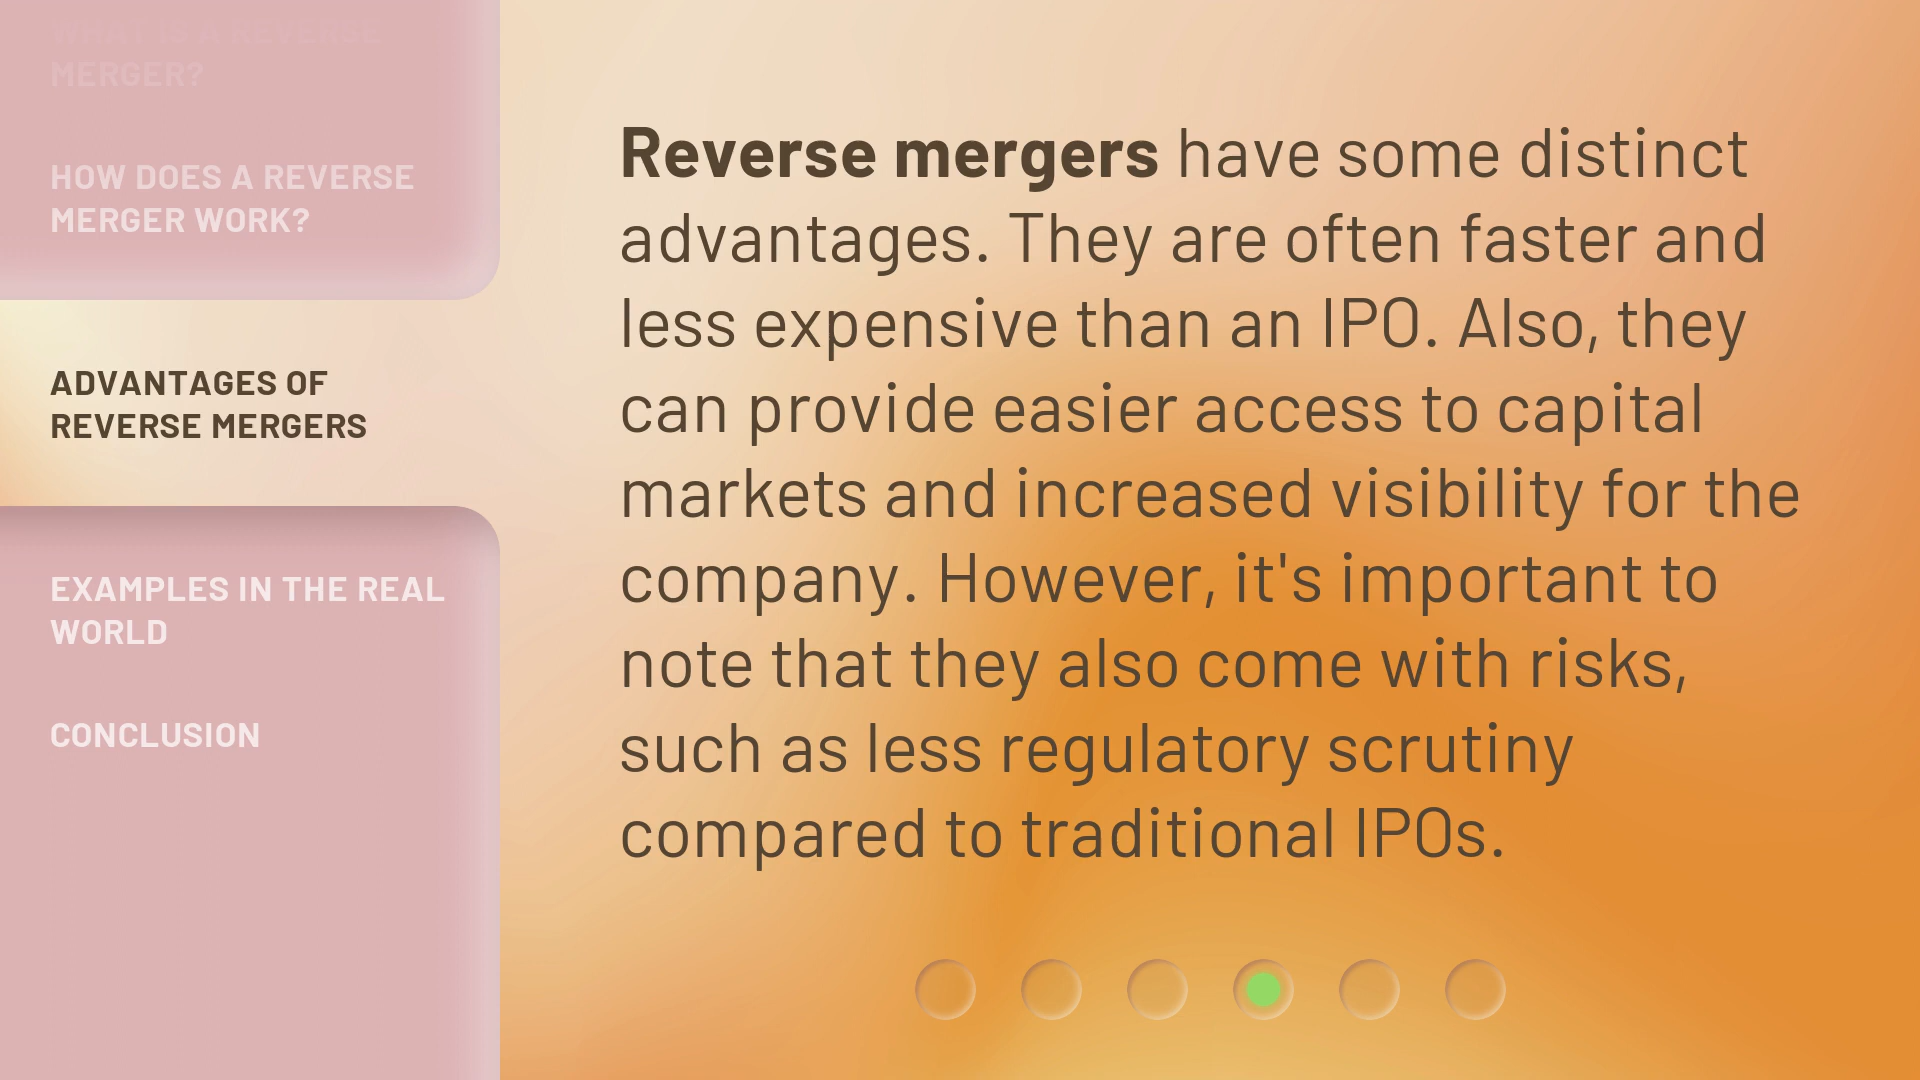 WHAT IS A REVERSE
MERGER?
HOW DOES A REVERSE
MERGER WORK?
ADVANTAGES OF
REVERSE MERGERS
EXAMPLES IN THE REAL
WORLD
CONCLUSION
Reverse mergers have some distinct
advantages. They are often faster and
less expensive than an IPO. Also, they
can provide easier access to capital
markets and increased visibility for the
company. However, it's important to
note that they also come with risks,
such as less regulatory scrutiny
compared to traditional IPOs.